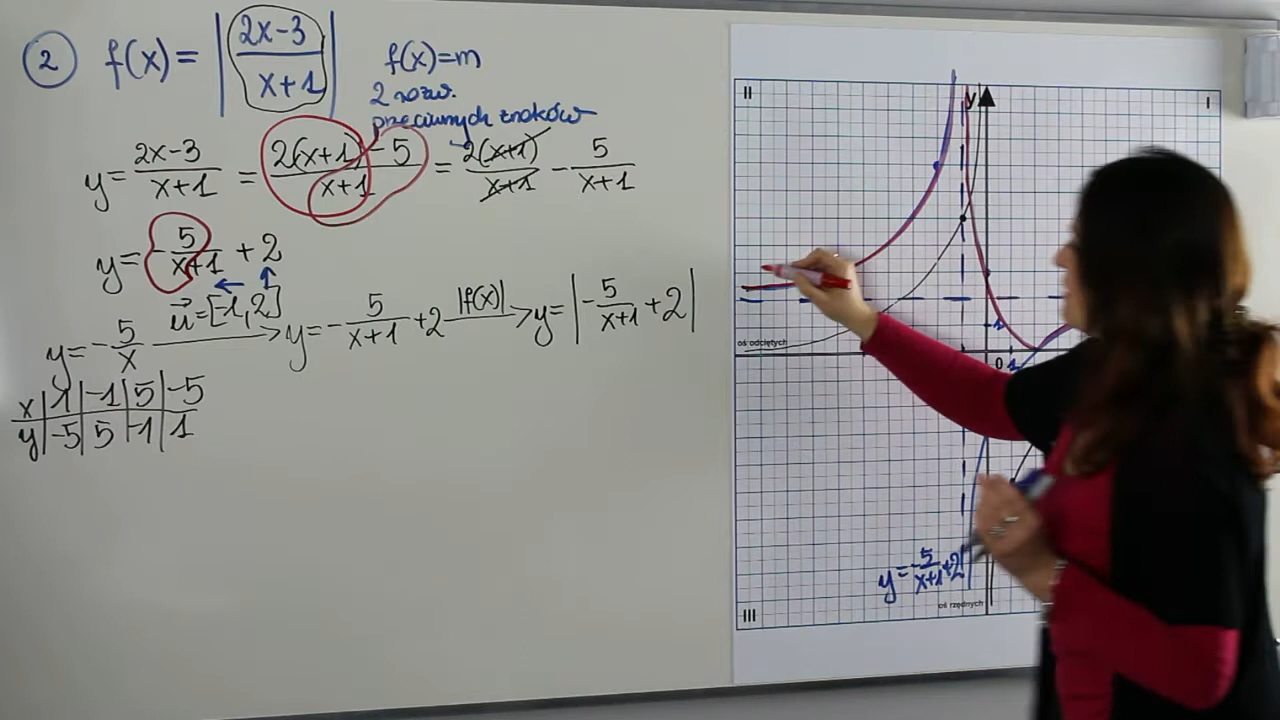 2 f(x) = |2x-3 / x+1| f(x)=m
2 rozw.
przeciwnych znaków
y = 2x-3 / x+1 = 2(x+1)-5 / x+1 = 2(x+1) / x+1 - 5 / x+1
y = -5 / x+1 + 2
u⃗=[-1,2]
y = -5 / x → y = -5 / x+1 +2 |f(x)| → y = |-5 / x+1 +2|
x | 1 | -1 | 5 | -5
y | -5 | 5 | -1 | 1
II y I
1
oś odciętych
0 1
y = -5 / x+1 +2
oś rzędnych
III